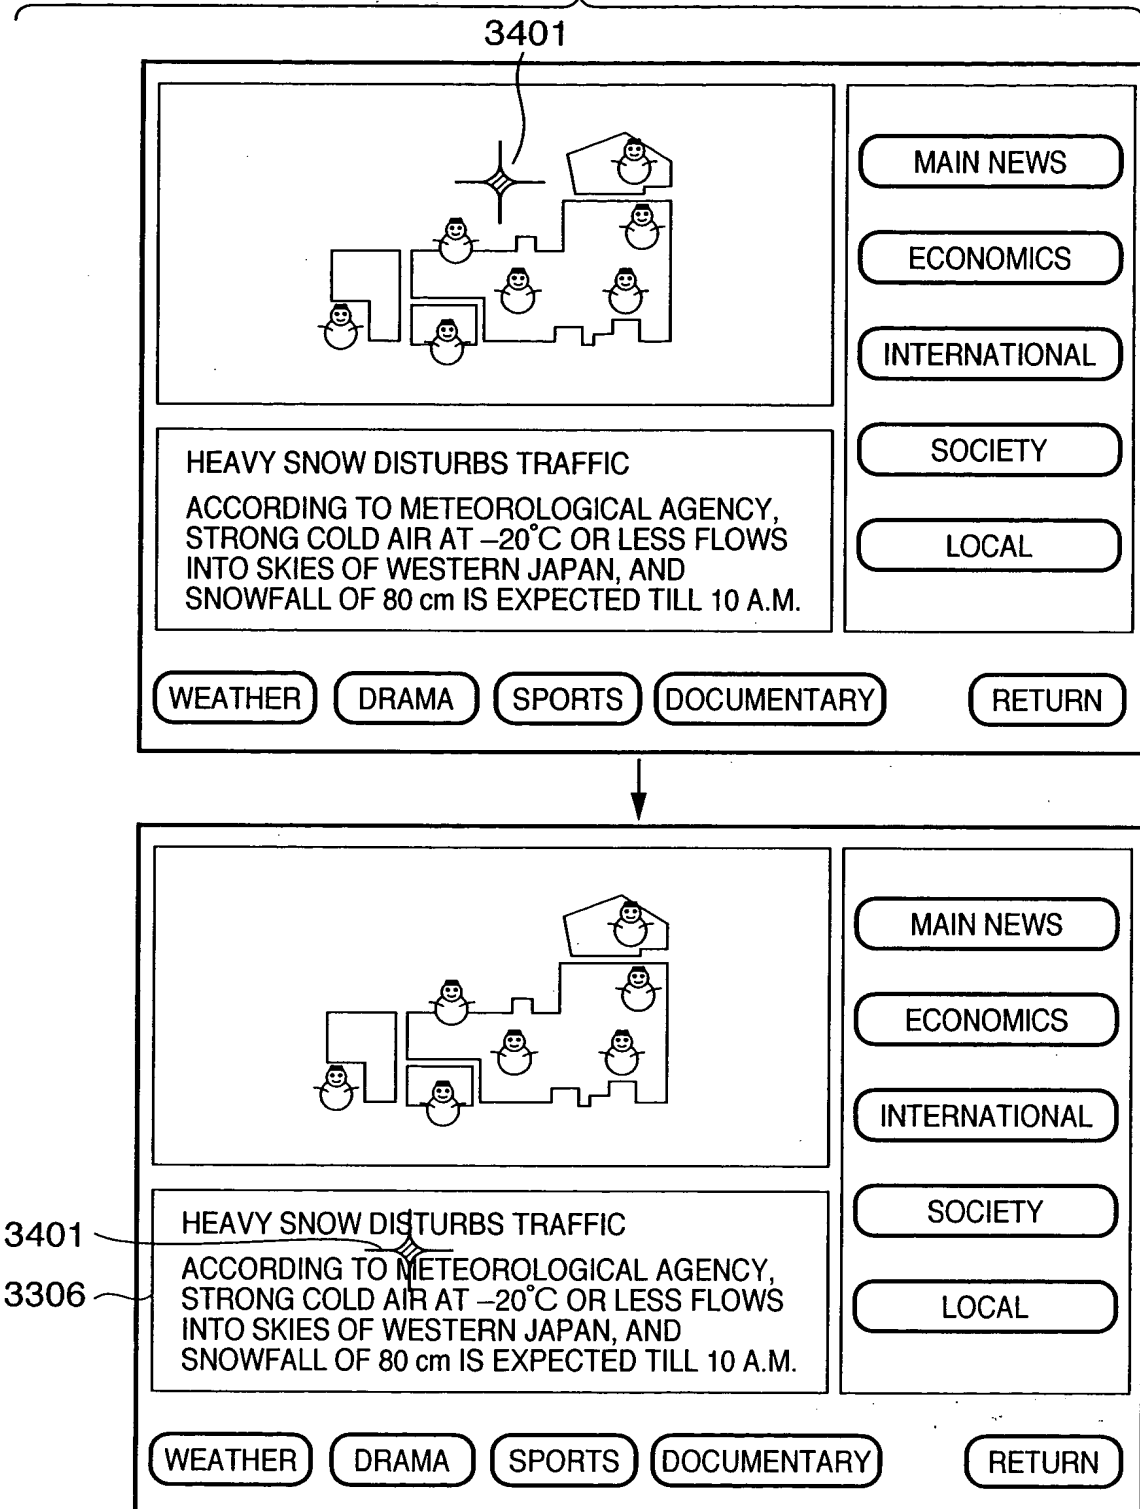 3401
MAIN NEWS
ECONOMICS
INTERNATIONAL
SOCIETY
LOCAL
HEAVY SNOW DISTURBS TRAFFIC
ACCORDING TO METEOROLOGICAL AGENCY,
STRONG COLD AIR AT –20°C OR LESS FLOWS
INTO SKIES OF WESTERN JAPAN, AND
SNOWFALL OF 80 cm IS EXPECTED TILL 10 A.M.
WEATHER DRAMA SPORTS DOCUMENTARY RETURN
MAIN NEWS
ECONOMICS
INTERNATIONAL
SOCIETY
LOCAL
3401
3306
HEAVY SNOW DISTURBS TRAFFIC
ACCORDING TO METEOROLOGICAL AGENCY,
STRONG COLD AIR AT –20°C OR LESS FLOWS
INTO SKIES OF WESTERN JAPAN, AND
SNOWFALL OF 80 cm IS EXPECTED TILL 10 A.M.
WEATHER DRAMA SPORTS DOCUMENTARY RETURN